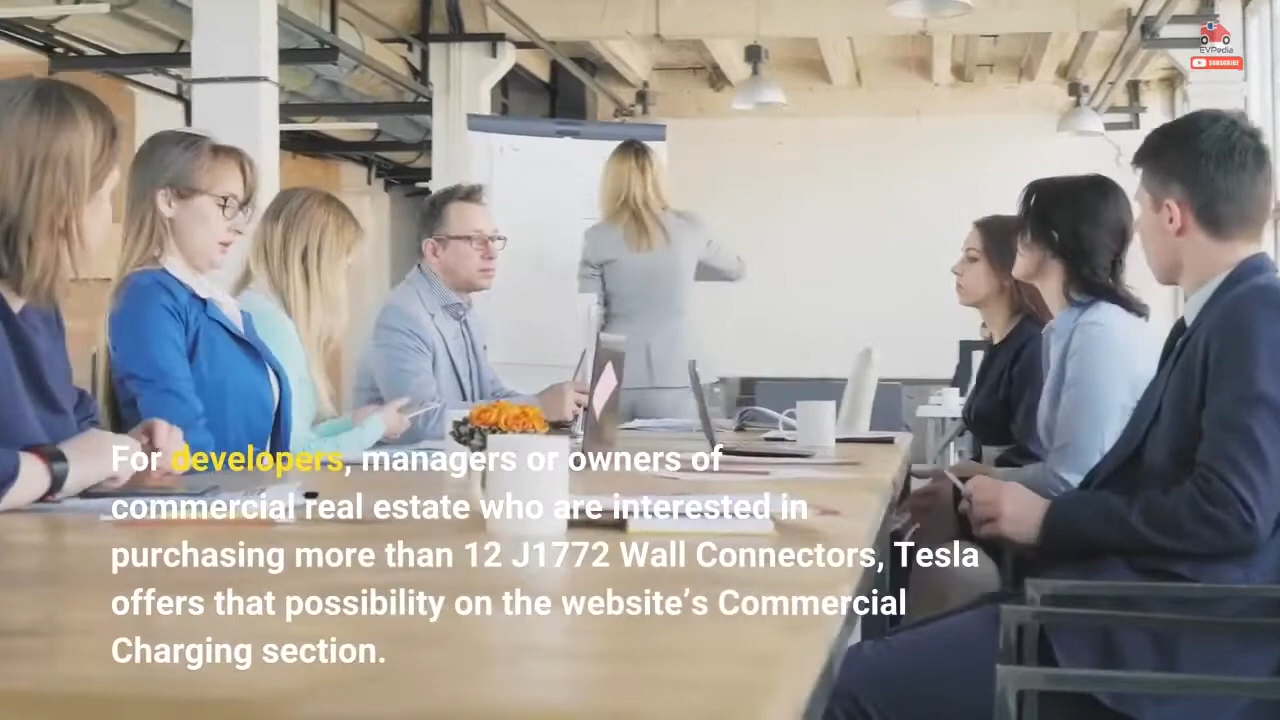 EVPedia
SUBSCRIBE
For developers, managers or owners of
commercial real estate who are interested in
purchasing more than 12 J1772 Wall Connectors, Tesla
offers that possibility on the website’s Commercial
Charging section.